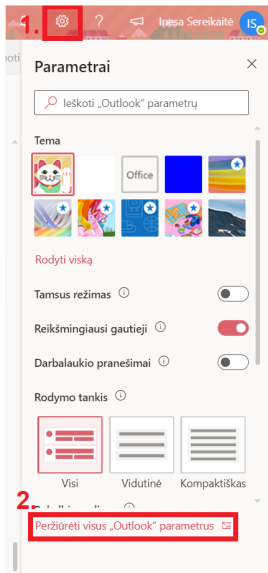 1.
?
Inesa Sereikaitė
IS
Parametrai
Ieškoti „Outlook“ parametrų
Tema
Office
Rodyti viską
Tamsus režimas
Reikšmingiausi gautieji
Darbalaukio pranešimai
Rodymo tankis
Visi
Vidutinė
Kompaktiškas
2.
Peržiūrėti visus „Outlook“ parametrus